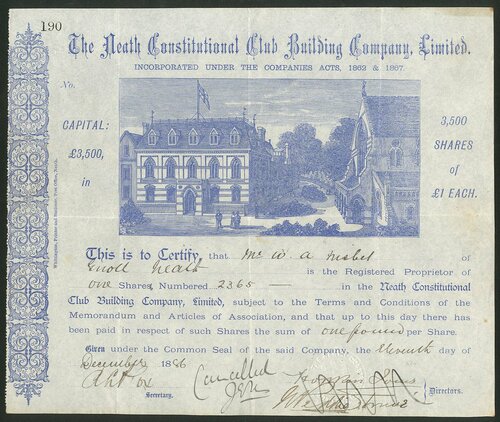 190
The Neath Constitutional Club Building Company, Limited.
INCORPORATED UNDER THE COMPANIES ACTS, 1862 & 1867.
No.
CAPITAL:
£3,500,
in
3,500
SHARES
of
£1 EACH.
This is to Certify, that Mr W. A. Nisbet of
Gnoll Neath is the Registered Proprietor of
one Shares, Numbered 2365 in the Neath Constitutional
Club Building Company, Limited, subject to the Terms and Conditions of the
Memorandum and Articles of Association, and that up to this day there
has been paid in respect of such Shares the sum of one pound per Share.
Given under the Common Seal of the said Company, the Eleventh day of
December 1886
Secretary.
Cancelled
Directors.